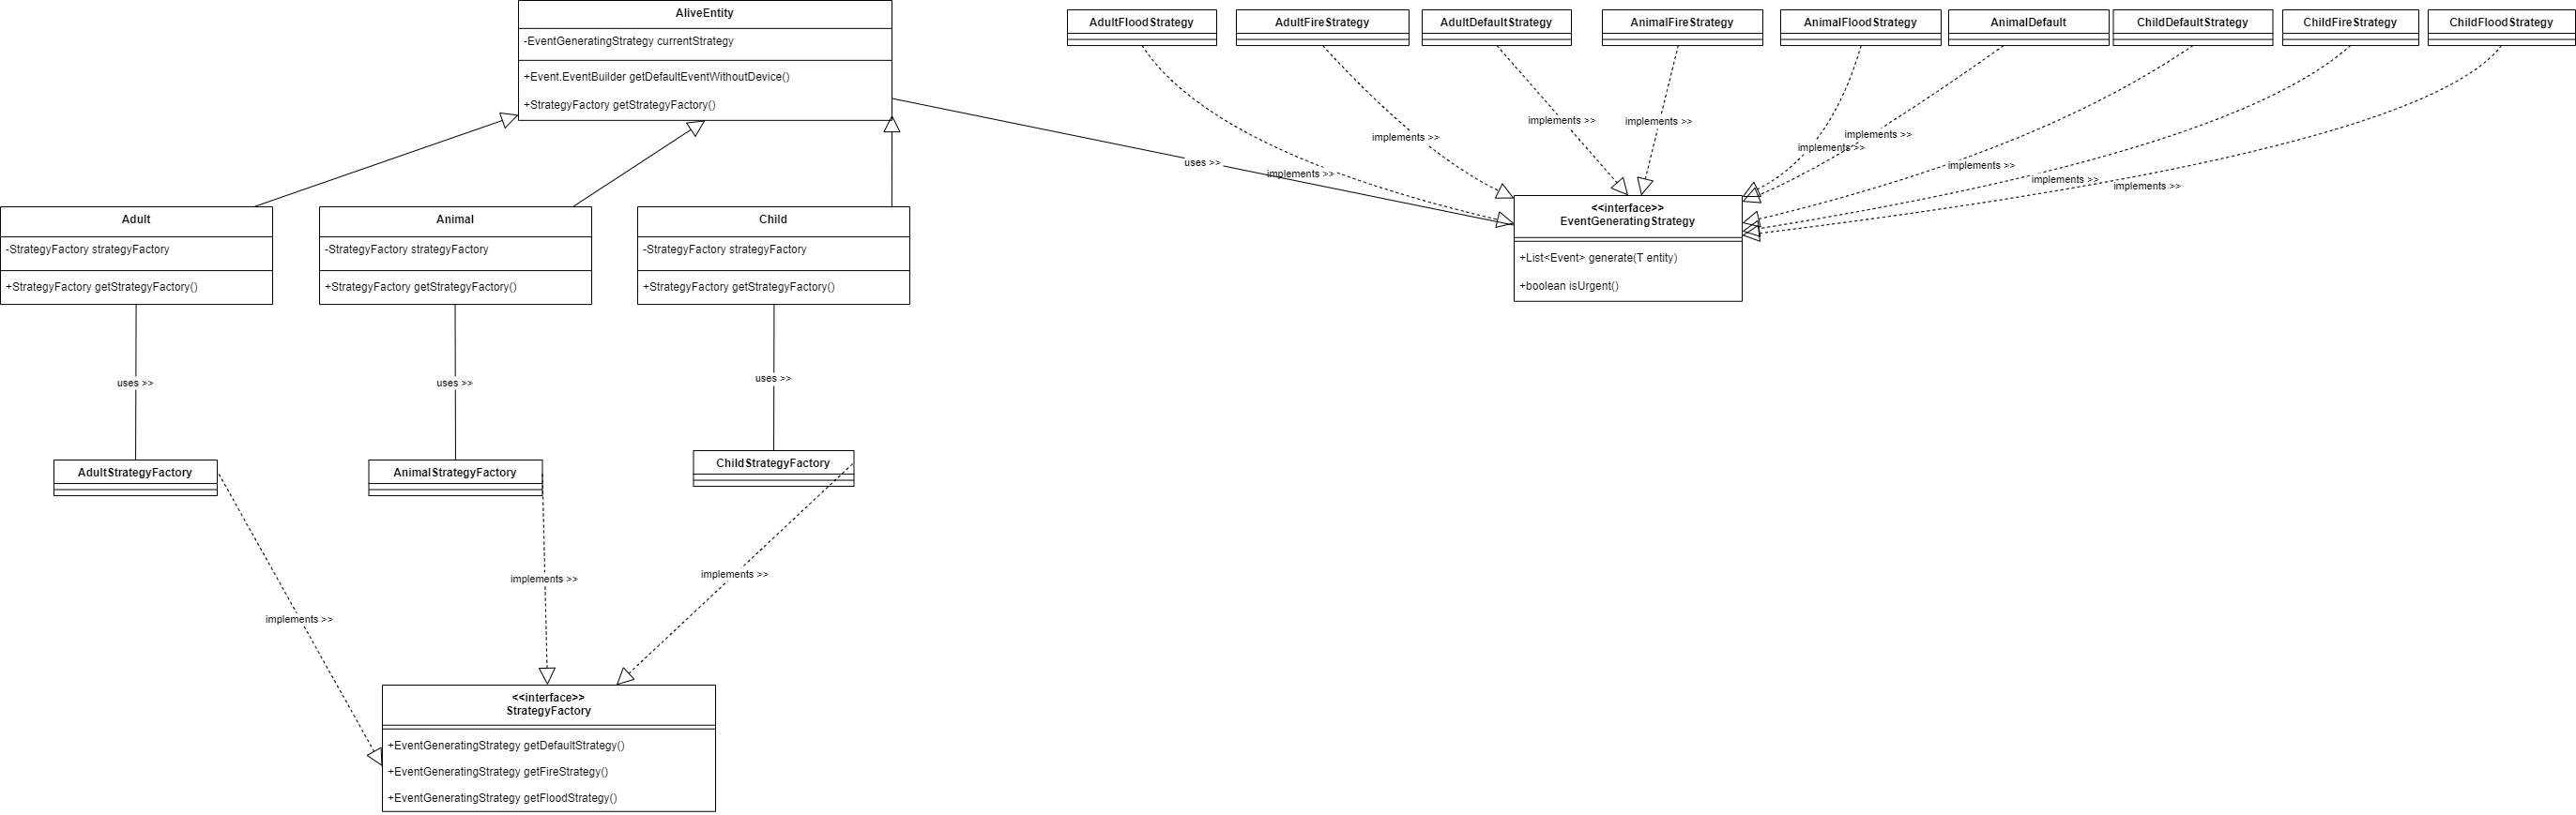 AliveEntity
-EventGeneratingStrategy currentStrategy
+Event.EventBuilder getDefaultEventWithoutDevice()
+StrategyFactory getStrategyFactory()
AdultFloodStrategy
AdultFireStrategy
AdultDefaultStrategy
AnimalFireStrategy
AnimalFloodStrategy
AnimalDefault
ChildDefaultStrategy
ChildFireStrategy
ChildFloodStrategy
implements >>
implements >>
implements >>
implements >>
implements >>
implements >>
implements >>
implements >>
implements >>
uses >>
<<interface>>
EventGeneratingStrategy
+List<Event> generate(T entity)
+boolean isUrgent()
Adult
-StrategyFactory strategyFactory
+StrategyFactory getStrategyFactory()
Animal
-StrategyFactory strategyFactory
+StrategyFactory getStrategyFactory()
Child
-StrategyFactory strategyFactory
+StrategyFactory getStrategyFactory()
uses >>
uses >>
uses >>
AdultStrategyFactory
AnimalStrategyFactory
ChildStrategyFactory
implements >>
implements >>
implements >>
<<interface>>
StrategyFactory
+EventGeneratingStrategy getDefaultStrategy()
+EventGeneratingStrategy getFireStrategy()
+EventGeneratingStrategy getFloodStrategy()